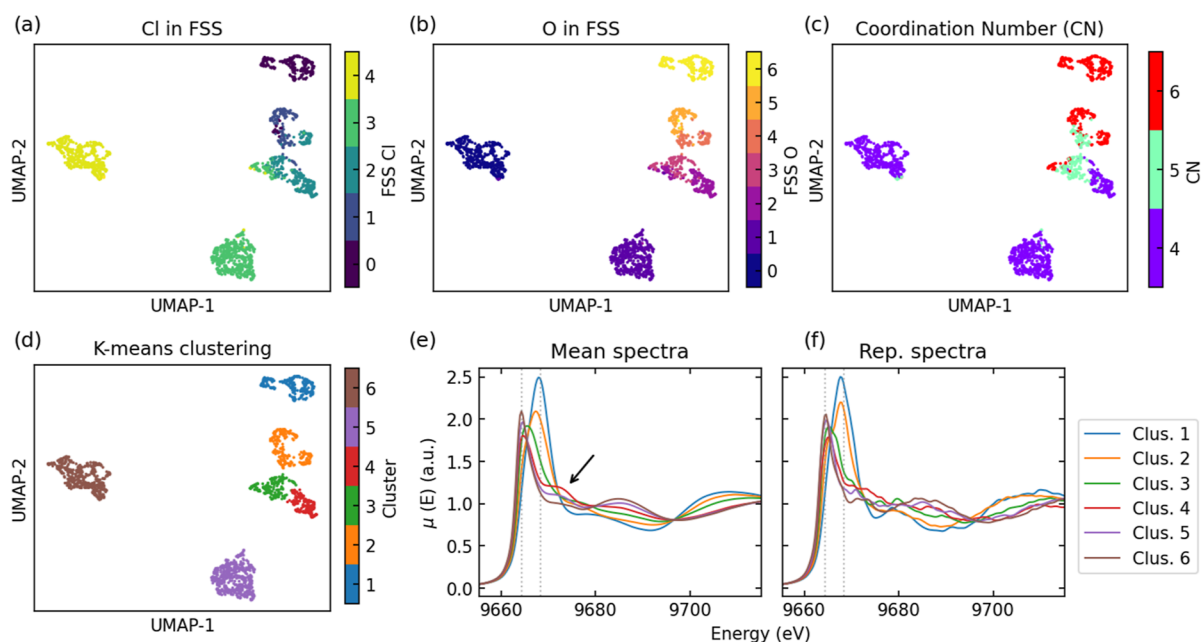 (a) Cl in FSS
UMAP-2
UMAP-1
4
3
2
1
0
FSS Cl
(b) O in FSS
UMAP-2
UMAP-1
6
5
4
3
2
1
0
FSS O
(c) Coordination Number (CN)
UMAP-2
UMAP-1
6
5
4
CN
(d) K-means clustering
UMAP-2
UMAP-1
6
5
4
3
2
1
Cluster
(e) Mean spectra
μ (E) (a.u.)
2.5
2.0
1.5
1.0
0.5
0.0
9660 9680 9700
(f) Rep. spectra
9660 9680 9700
Energy (eV)
Clus. 1
Clus. 2
Clus. 3
Clus. 4
Clus. 5
Clus. 6